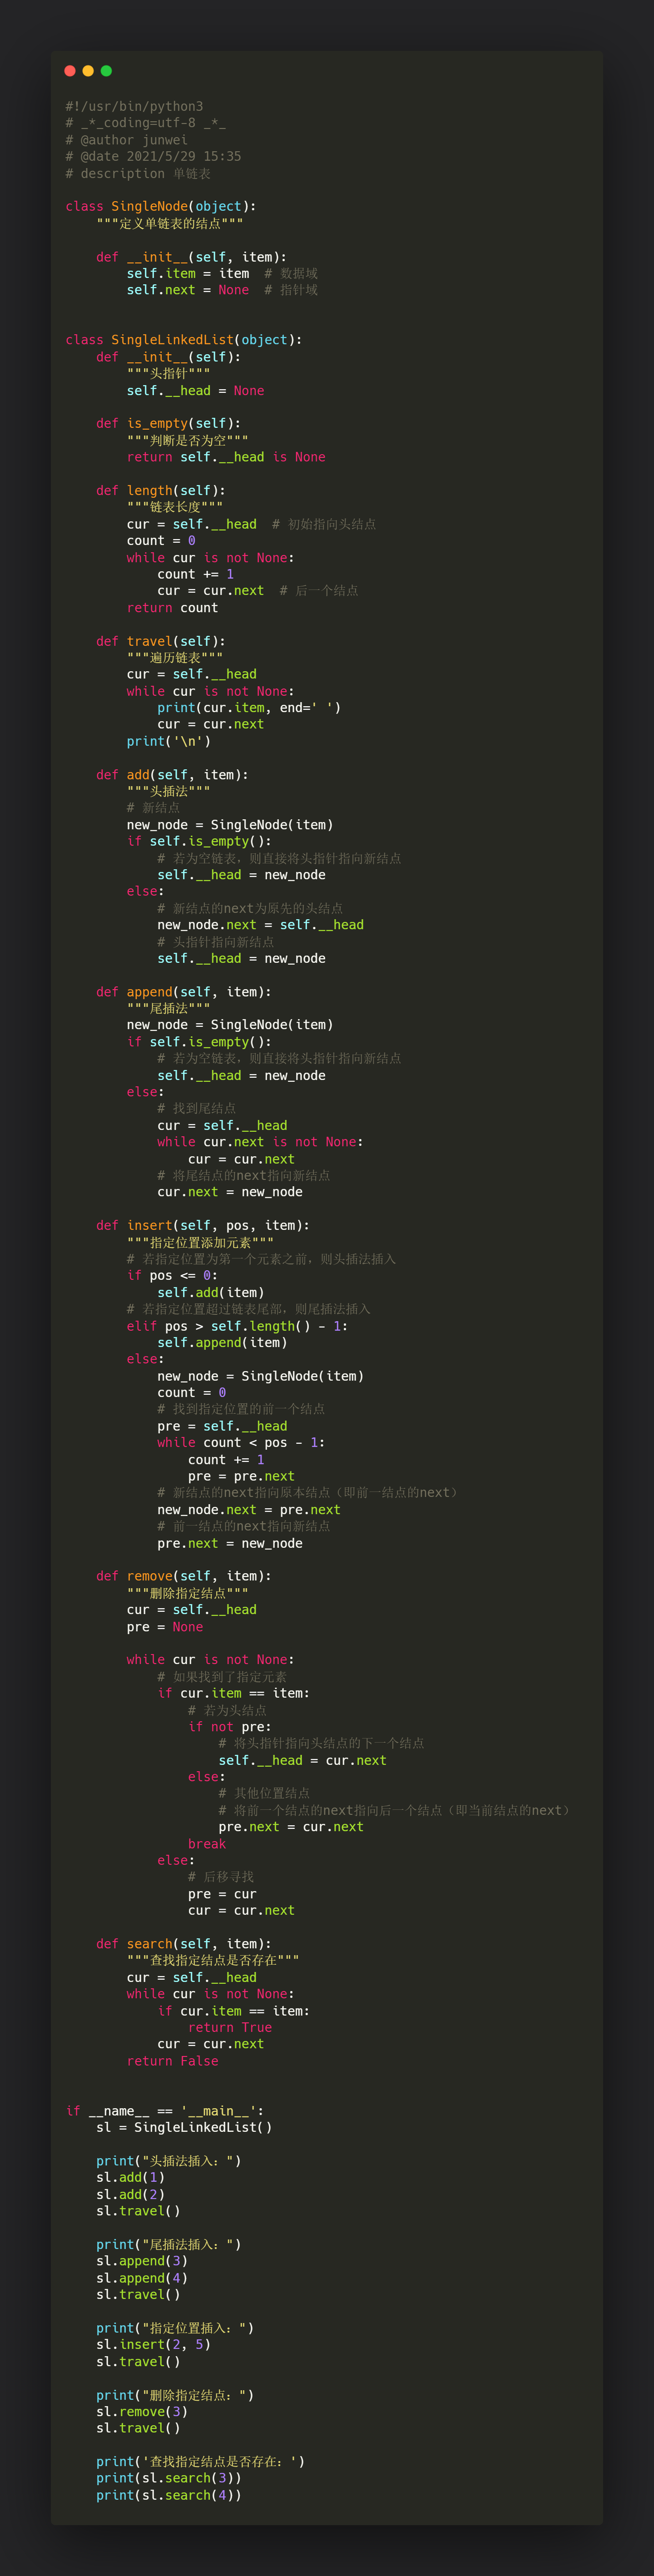 #!/usr/bin/python3
# _*_coding=utf-8 _*_
# @author junwei
# @date 2021/5/29 15:35
# description 单链表

class SingleNode(object):
    """定义单链表的结点"""

    def __init__(self, item):
        self.item = item  # 数据域
        self.next = None  # 指针域


class SingleLinkedList(object):
    def __init__(self):
        """头指针"""
        self.__head = None

    def is_empty(self):
        """判断是否为空"""
        return self.__head is None

    def length(self):
        """链表长度"""
        cur = self.__head  # 初始指向头结点
        count = 0
        while cur is not None:
            count += 1
            cur = cur.next  # 后一个结点
        return count

    def travel(self):
        """遍历链表"""
        cur = self.__head
        while cur is not None:
            print(cur.item, end=' ')
            cur = cur.next
        print('\n')

    def add(self, item):
        """头插法"""
        # 新结点
        new_node = SingleNode(item)
        if self.is_empty():
            # 若为空链表，则直接将头指针指向新结点
            self.__head = new_node
        else:
            # 新结点的next为原先的头结点
            new_node.next = self.__head
            # 头指针指向新结点
            self.__head = new_node

    def append(self, item):
        """尾插法"""
        new_node = SingleNode(item)
        if self.is_empty():
            # 若为空链表，则直接将头指针指向新结点
            self.__head = new_node
        else:
            # 找到尾结点
            cur = self.__head
            while cur.next is not None:
                cur = cur.next
            # 将尾结点的next指向新结点
            cur.next = new_node

    def insert(self, pos, item):
        """指定位置添加元素"""
        # 若指定位置为第一个元素之前，则头插法插入
        if pos <= 0:
            self.add(item)
        # 若指定位置超过链表尾部，则尾插法插入
        elif pos > self.length() - 1:
            self.append(item)
        else:
            new_node = SingleNode(item)
            count = 0
            # 找到指定位置的前一个结点
            pre = self.__head
            while count < pos - 1:
                count += 1
                pre = pre.next
            # 新结点的next指向原本结点（即前一结点的next）
            new_node.next = pre.next
            # 前一结点的next指向新结点
            pre.next = new_node

    def remove(self, item):
        """删除指定结点"""
        cur = self.__head
        pre = None

        while cur is not None:
            # 如果找到了指定元素
            if cur.item == item:
                # 若为头结点
                if not pre:
                    # 将头指针指向头结点的下一个结点
                    self.__head = cur.next
                else:
                    # 其他位置结点
                    # 将前一个结点的next指向后一个结点（即当前结点的next）
                    pre.next = cur.next
                break
            else:
                # 后移寻找
                pre = cur
                cur = cur.next

    def search(self, item):
        """查找指定结点是否存在"""
        cur = self.__head
        while cur is not None:
            if cur.item == item:
                return True
            cur = cur.next
        return False


if __name__ == '__main__':
    sl = SingleLinkedList()

    print("头插法插入：")
    sl.add(1)
    sl.add(2)
    sl.travel()

    print("尾插法插入：")
    sl.append(3)
    sl.append(4)
    sl.travel()

    print("指定位置插入：")
    sl.insert(2, 5)
    sl.travel()

    print("删除指定结点：")
    sl.remove(3)
    sl.travel()

    print('查找指定结点是否存在：')
    print(sl.search(3))
    print(sl.search(4))